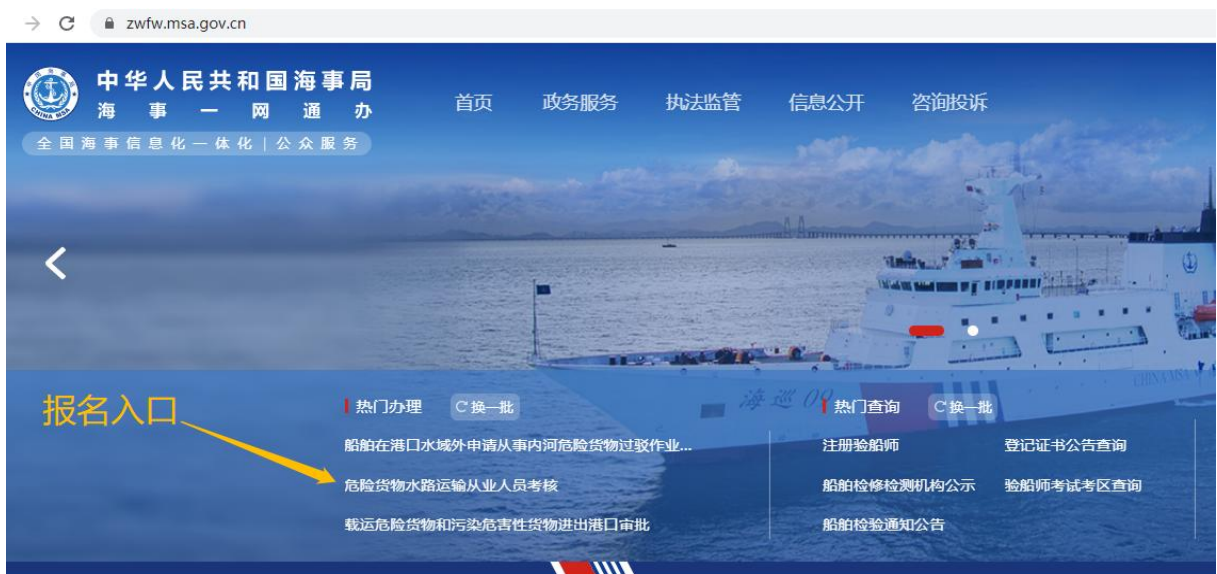 zwfw.msa.gov.cn
中华人民共和国海事局
海事一网通办
全国海事信息化一体化|公众服务
首页 政务服务 执法监管 信息公开 咨询投诉
海巡 09
报名入口
热门办理 换一批
船舶在港口水域外申请从事内河危险货物过驳作业...
危险货物水路运输从业人员考核
载运危险货物和污染危害性货物进出港口审批
热门查询 换一批
注册验船师 登记证书公告查询
船舶检修检测机构公示 验船师考试考区查询
船舶检验通知公告